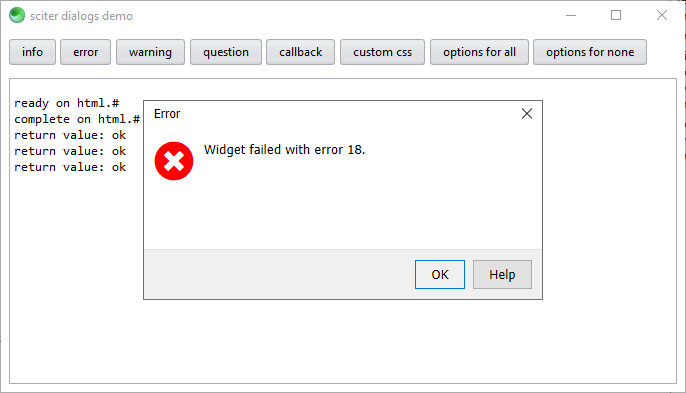 sciter dialogs demo
info error warning question callback custom css options for all options for none
ready on html.#
complete on html.#
return value: ok
return value: ok
return value: ok
Error
Widget failed with error 18.
OK Help